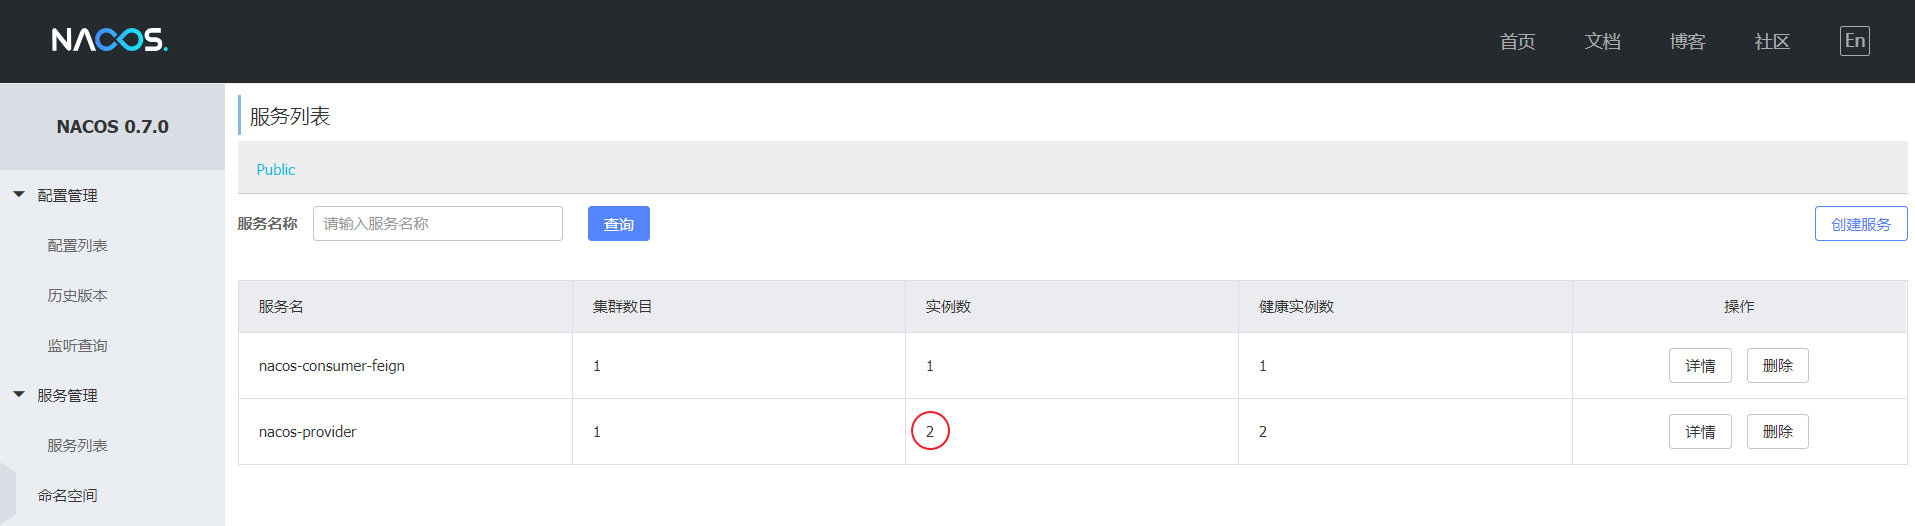 NACOS.
首页 文档 博客 社区 En
NACOS 0.7.0
配置管理
配置列表
历史版本
监听查询
服务管理
服务列表
命名空间
服务列表
Public
服务名称 请输入服务名称 查询 创建服务
服务名 集群数目 实例数 健康实例数 操作
nacos-consumer-feign 1 1 1 详情 删除
nacos-provider 1 2 2 详情 删除